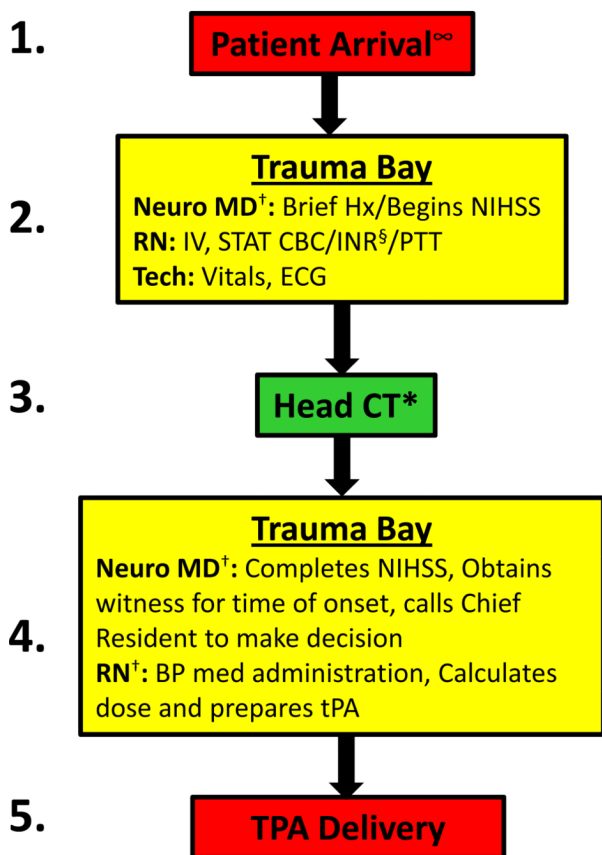 1.
Patient Arrival∞
2.
Trauma Bay
Neuro MD†: Brief Hx/Begins NIHSS
RN: IV, STAT CBC/INR§/PTT
Tech: Vitals, ECG
3.
Head CT*
4.
Trauma Bay
Neuro MD†: Completes NIHSS, Obtains
witness for time of onset, calls Chief
Resident to make decision
RN†: BP med administration, Calculates
dose and prepares tPA
5.
TPA Delivery